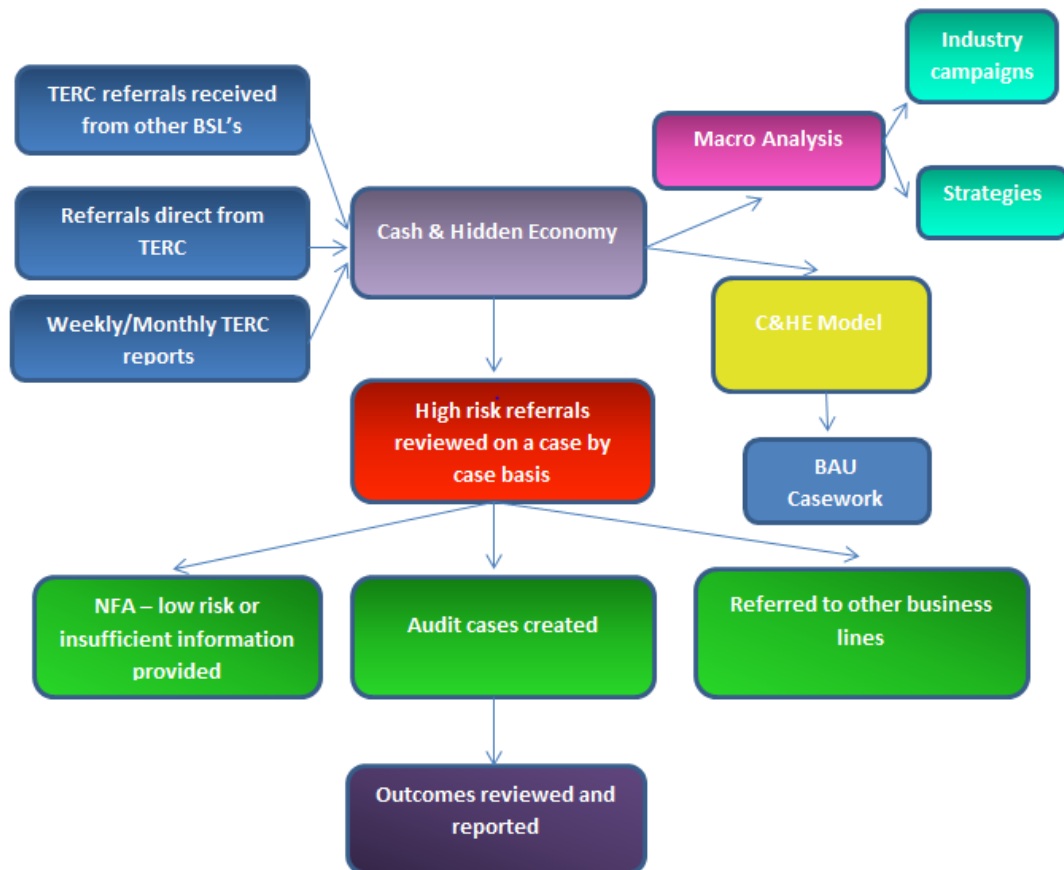 Industry
campaigns
TERC referrals received
from other BSL's
Macro Analysis
Strategies
Referrals direct from
TERC
Cash & Hidden Economy
Weekly/Monthly TERC
reports
C&HE Model
High risk referrals
reviewed on a case by
case basis
BAU
Casework
NFA – low risk or
insufficient information
provided
Audit cases created
Referred to other business
lines
Outcomes reviewed and
reported